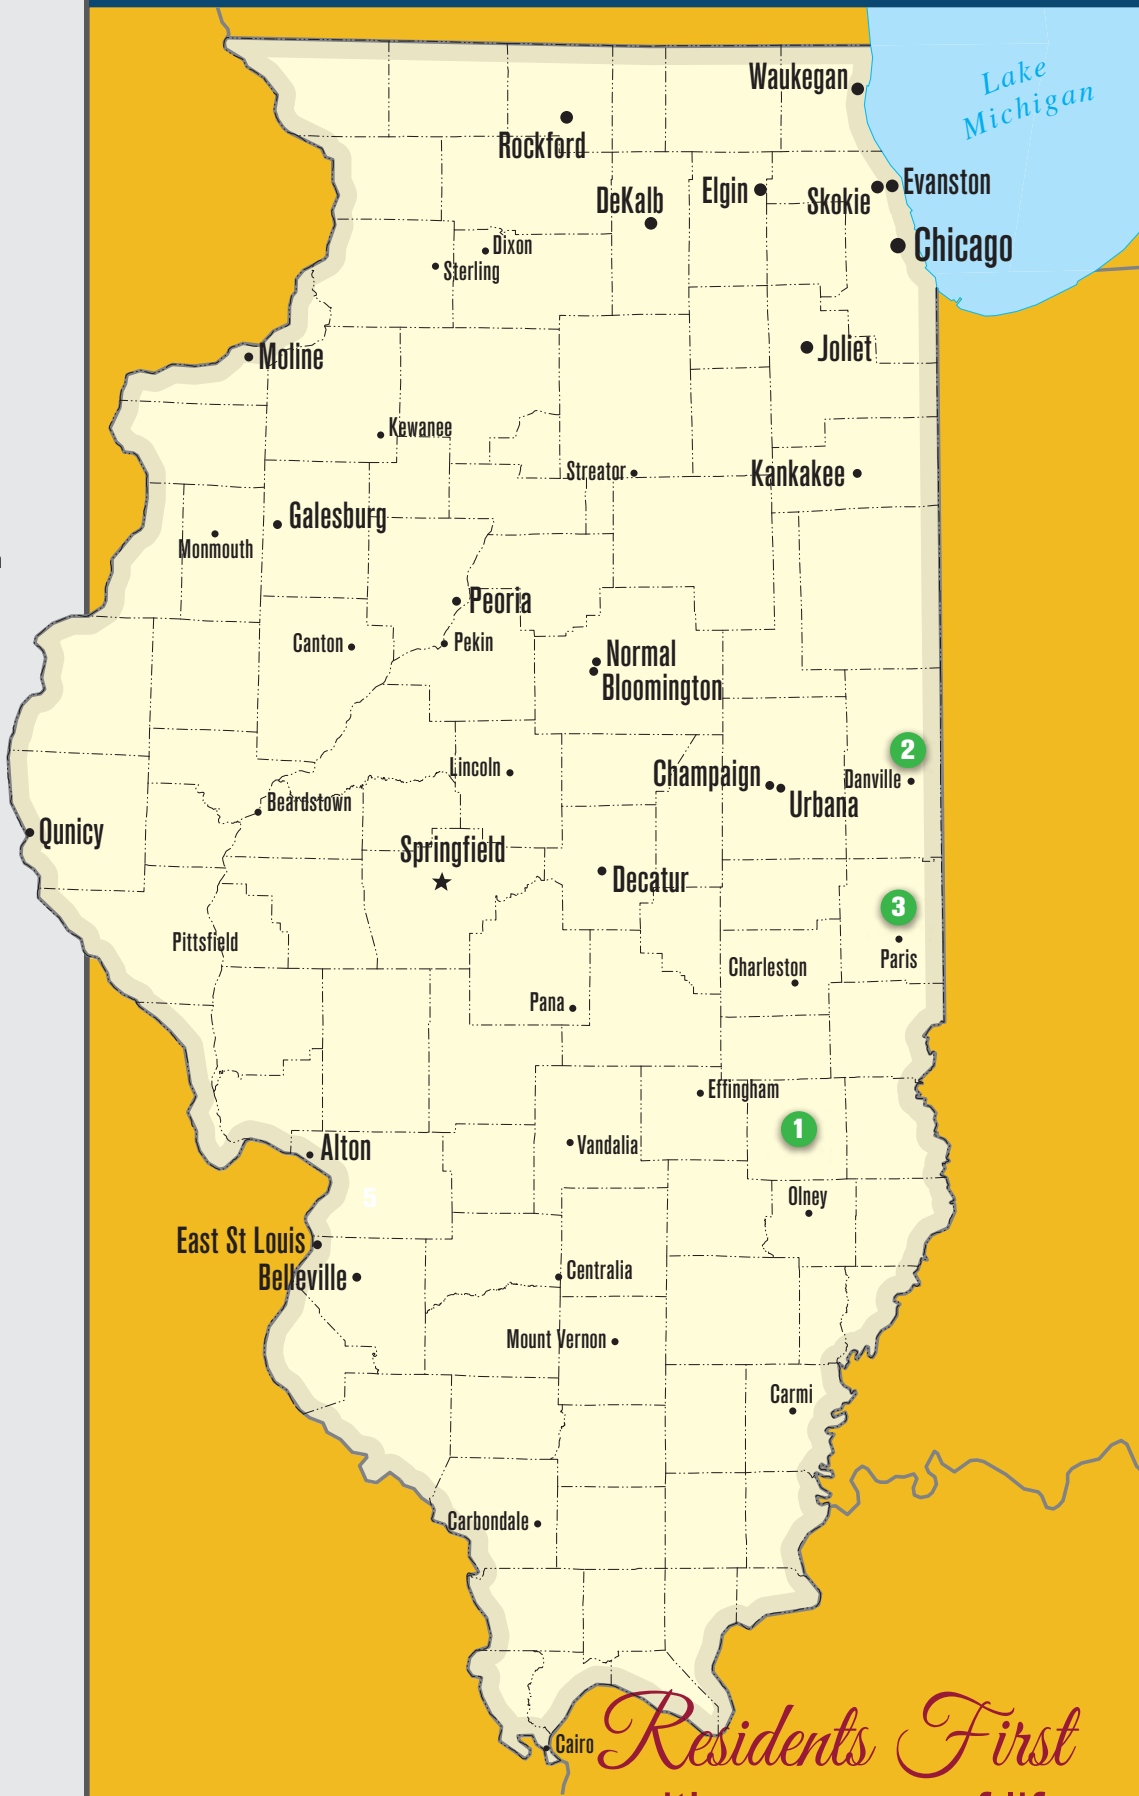 Lake
Michigan
Waukegan
Rockford
Elgin
Evanston
Skokie
DeKalb
Chicago
Dixon
Sterling
Moline
Joliet
Kewanee
Streator
Kankakee
Galesburg
Monmouth
Peoria
Canton
Pekin
Normal
Bloomington
2
Lincoln
Champaign
Danville
Beardstown
Urbana
Qunicy
Springfield
Decatur
3
Pittsfield
Paris
Charleston
Pana
Effingham
1
Vandalia
Alton
5
Olney
East St Louis
Belleville
Centralia
Mount Vernon
Carmi
Carbondale
Residents First
Cairo